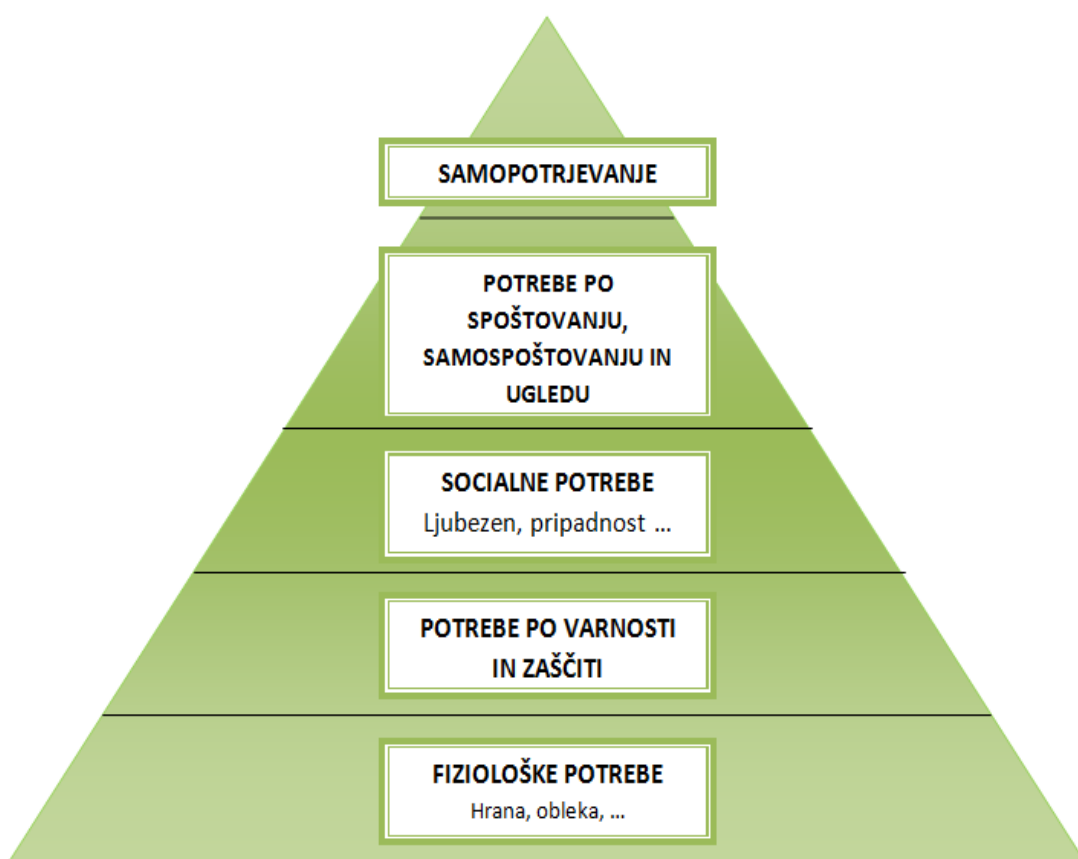 SAMOPOTRJEVANJE
POTREBE PO
SPOŠTOVANJU,
SAMOSPOŠTOVANJU IN
UGLEDU
SOCIALNE POTREBE
Ljubezen, pripadnost ...
POTREBE PO VARNOSTI
IN ZAŠČITI
FIZIOLOŠKE POTREBE
Hrana, obleka, ...